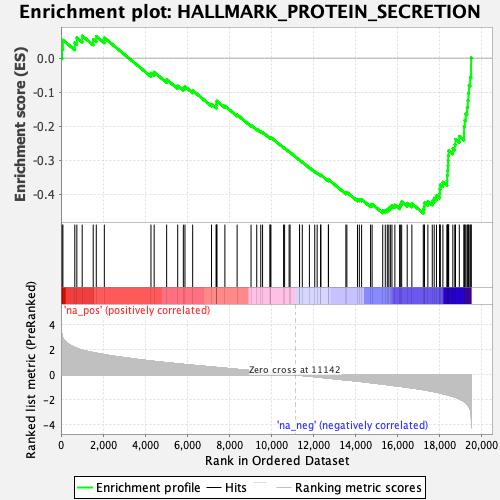 Enrichment plot: HALLMARK_PROTEIN_SECRETION
Enrichment score (ES)
0.0
-0.1
-0.2
-0.3
-0.4
'na_pos' (positively correlated)
Zero cross at 11142
'na_neg' (negatively correlated)
Ranked list metric (PreRanked)
4
2
0
-2
-4
0
2,000
4,000
6,000
8,000
10,000
12,000
14,000
16,000
18,000
20,000
Rank in Ordered Dataset
Enrichment profile
Hits
Ranking metric scores